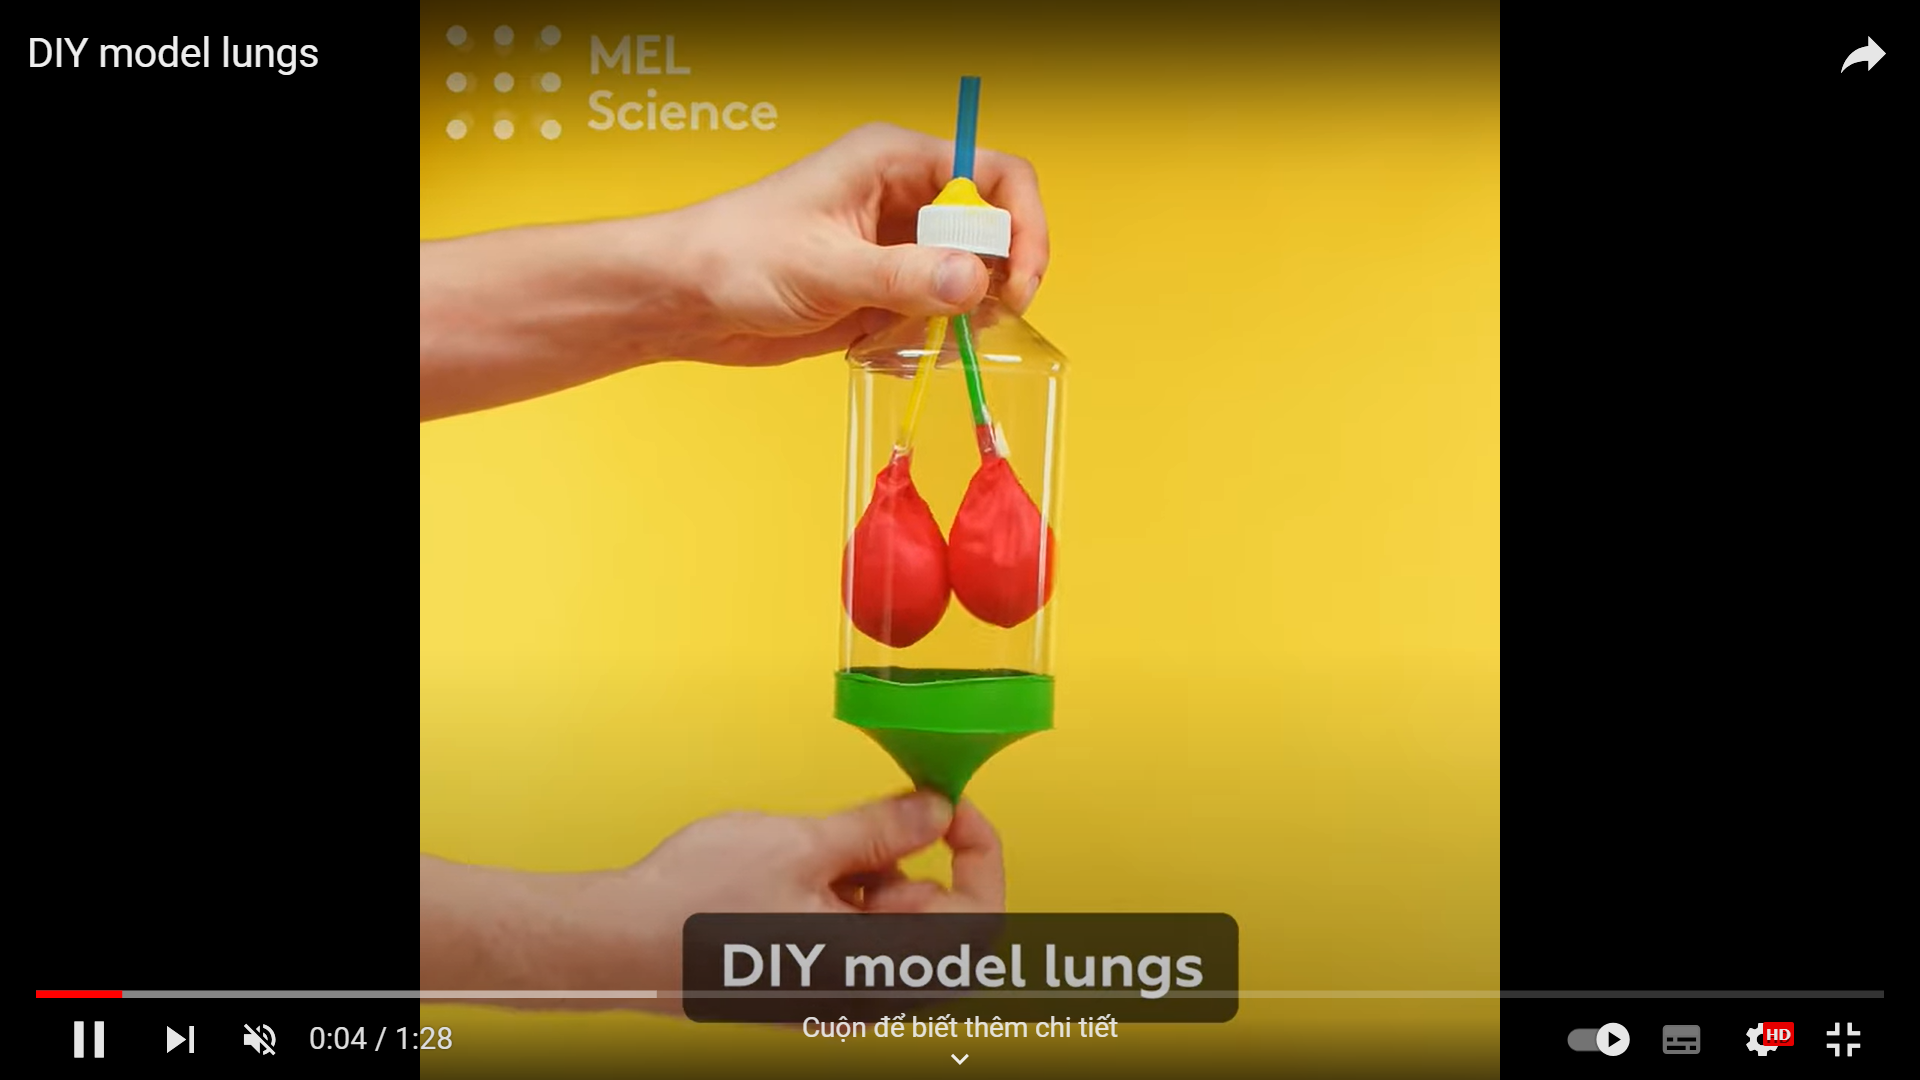 DIY model lungs
MEL
Science
DIY model lungs
Cuộn để biết thêm chi tiết
0:04 / 1:28
HD